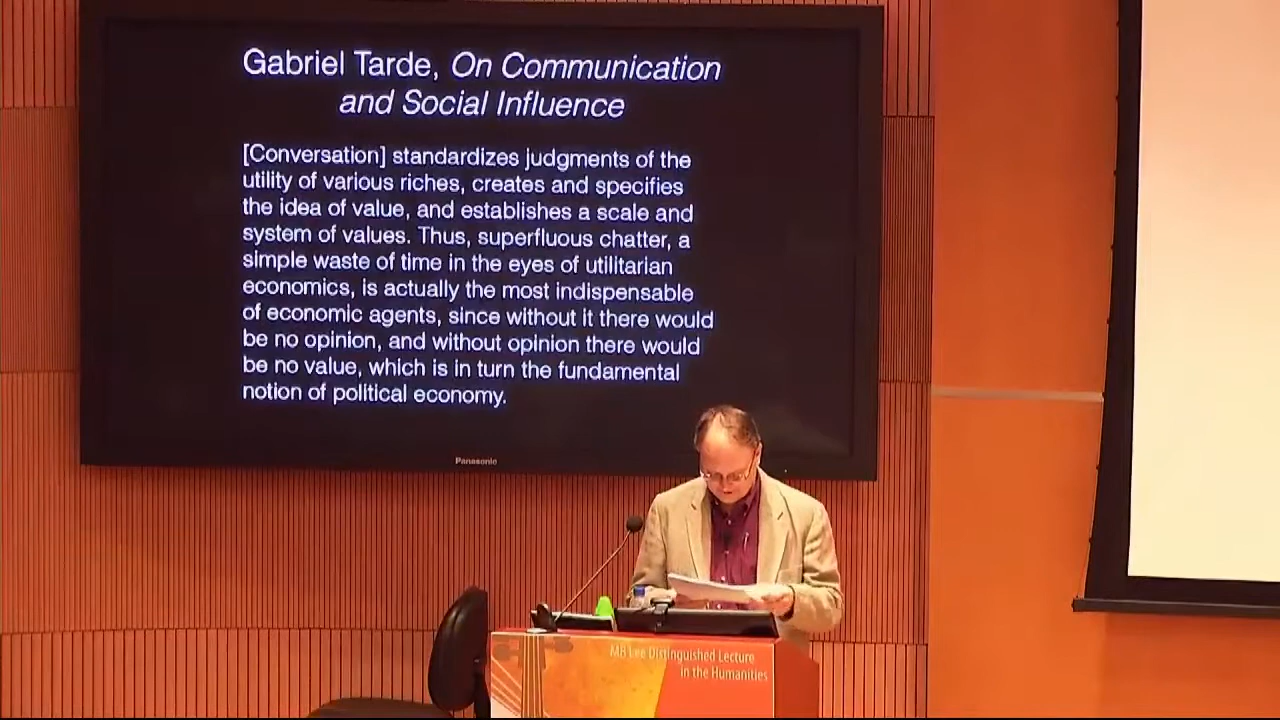 Gabriel Tarde, On Communication
and Social Influence
[Conversation] standardizes judgments of the
utility of various riches, creates and specifies
the idea of value, and establishes a scale and
system of values. Thus, superfluous chatter, a
simple waste of time in the eyes of utilitarian
economics, is actually the most indispensable
of economic agents, since without it there would
be no opinion, and without opinion there would
be no value, which is in turn the fundamental
notion of political economy.
Panasonic
MB Lee Distinguished Lecture
in the Humanities